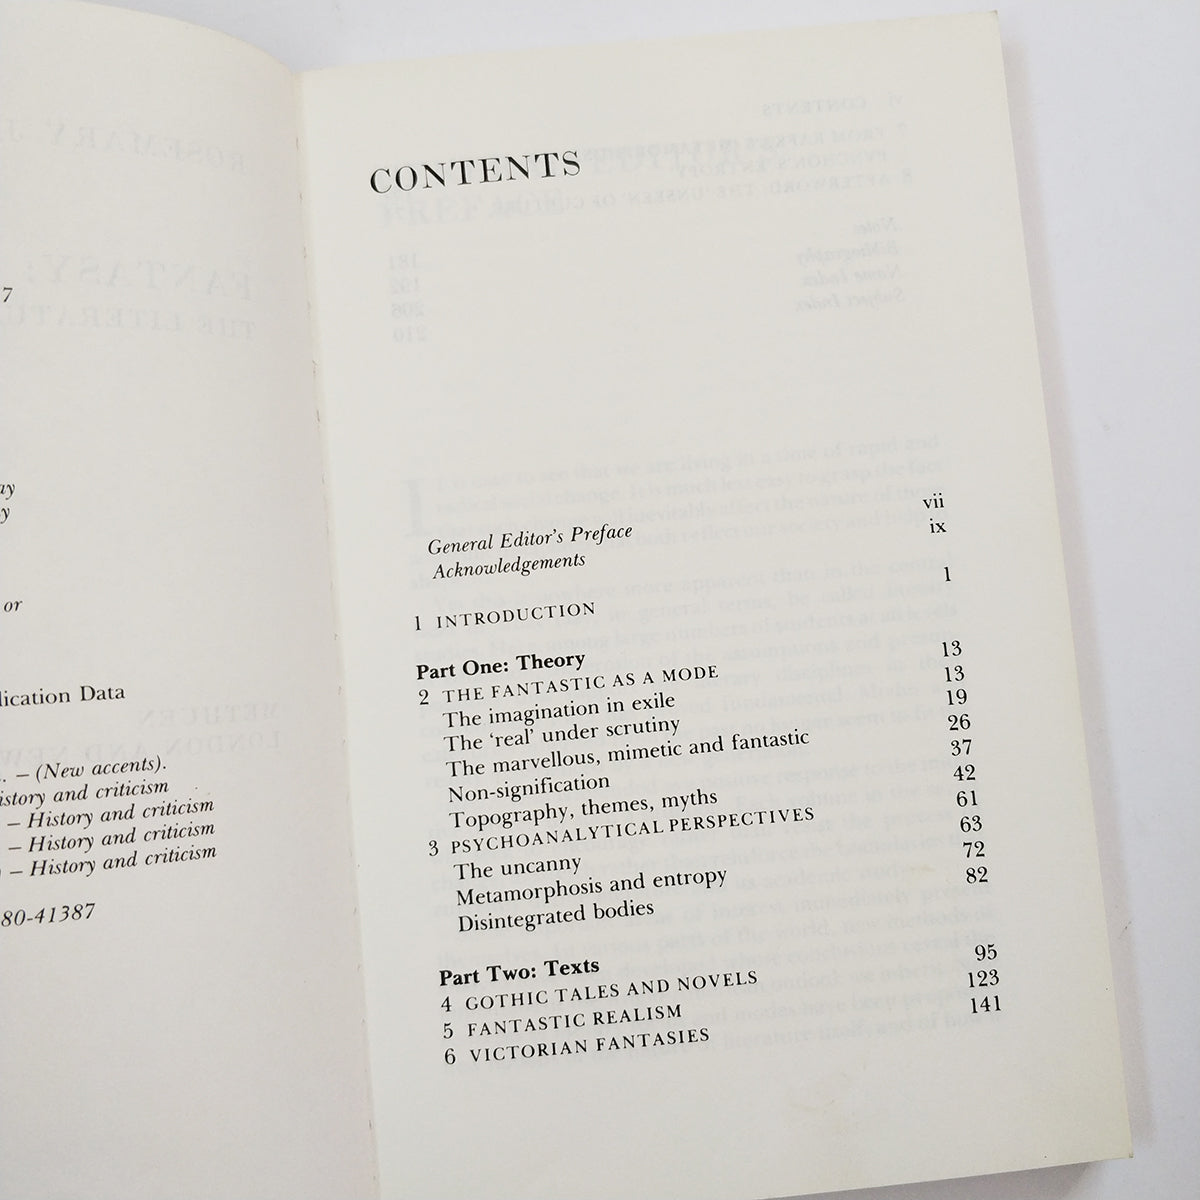 7
ay
y
or
lication Data
. – (New accents).
istory and criticism
– History and criticism
– History and criticism
– History and criticism
80-41387
CONTENTS
General Editor's Preface vii
Acknowledgements ix
1 INTRODUCTION 1
Part One: Theory
2 THE FANTASTIC AS A MODE 13
The imagination in exile 13
The 'real' under scrutiny 19
The marvellous, mimetic and fantastic 26
Non-signification 37
Topography, themes, myths 42
3 PSYCHOANALYTICAL PERSPECTIVES 61
The uncanny 63
Metamorphosis and entropy 72
Disintegrated bodies 82
Part Two: Texts
4 GOTHIC TALES AND NOVELS 95
5 FANTASTIC REALISM 123
6 VICTORIAN FANTASIES 141